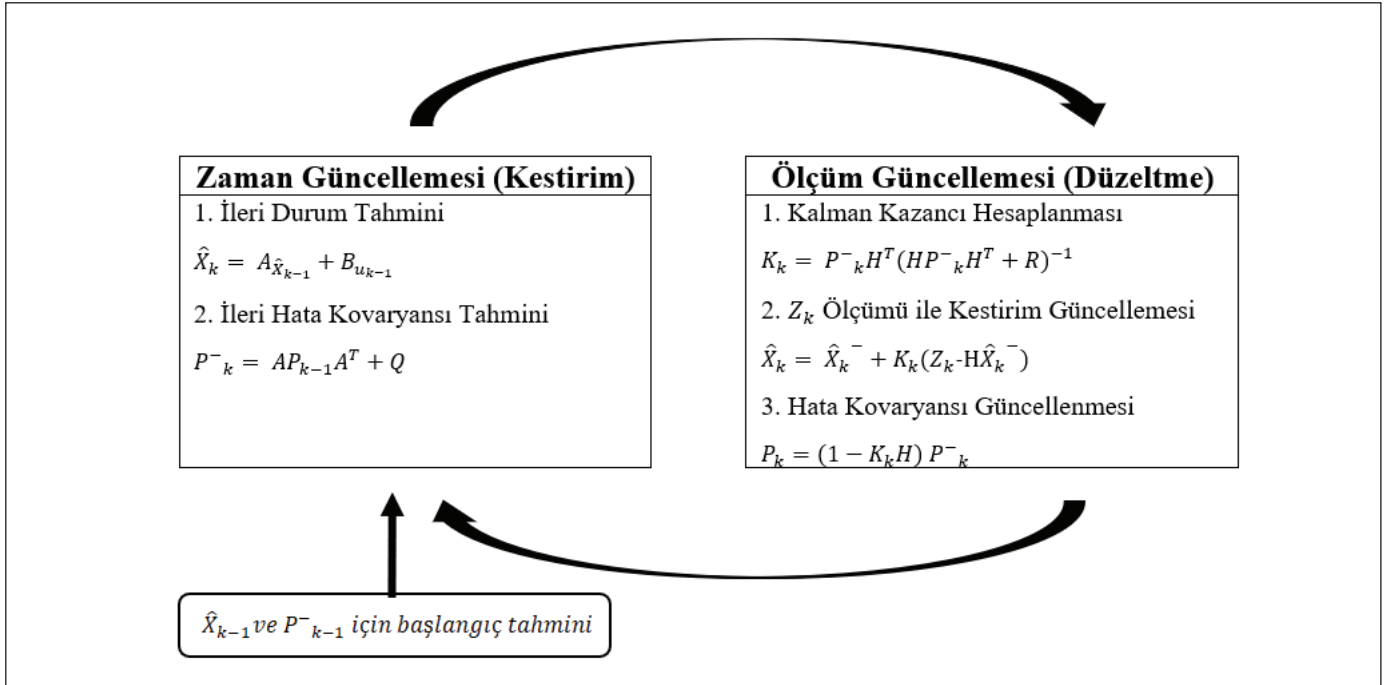 Zaman Güncellemesi (Kestirim)
1. İleri Durum Tahmini
X̂ₖ = A_{X̂ₖ₋₁} + B_{uₖ₋₁}
2. İleri Hata Kovaryansı Tahmini
P⁻ₖ = APₖ₋₁Aᵀ + Q
Ölçüm Güncellemesi (Düzeltme)
1. Kalman Kazancı Hesaplanması
Kₖ = P⁻ₖHᵀ(HP⁻ₖHᵀ + R)⁻¹
2. Zₖ Ölçümü ile Kestirim Güncellemesi
X̂ₖ = X̂ₖ⁻ + Kₖ(Zₖ-HX̂ₖ⁻)
3. Hata Kovaryansı Güncellenmesi
Pₖ = (1 − KₖH) P⁻ₖ
X̂ₖ₋₁ ve P⁻ₖ₋₁ için başlangıç tahmini